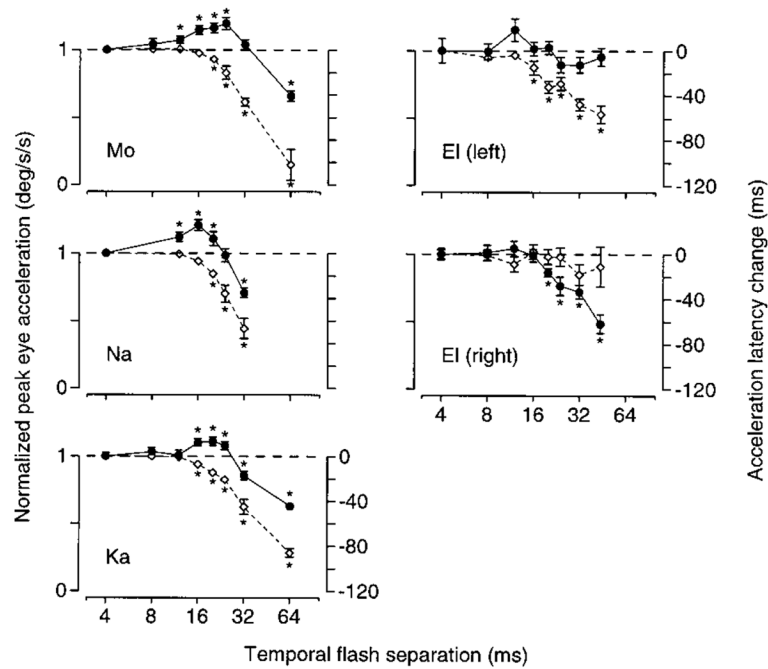 1
0
Mo
0
-40
-80
-120
El (left)
1
0
Na
0
-40
-80
-120
El (right)
4 8 16 32 64
1
0
Ka
0
-40
-80
-120
4 8 16 32 64
Temporal flash separation (ms)
Normalized peak eye acceleration (deg/s/s)
Acceleration latency change (ms)
* * * *
* * *
*
*
*
* * *
*
*
* * *
* *
* * *
* *
* * *
* *
* * *
* *
* * * *